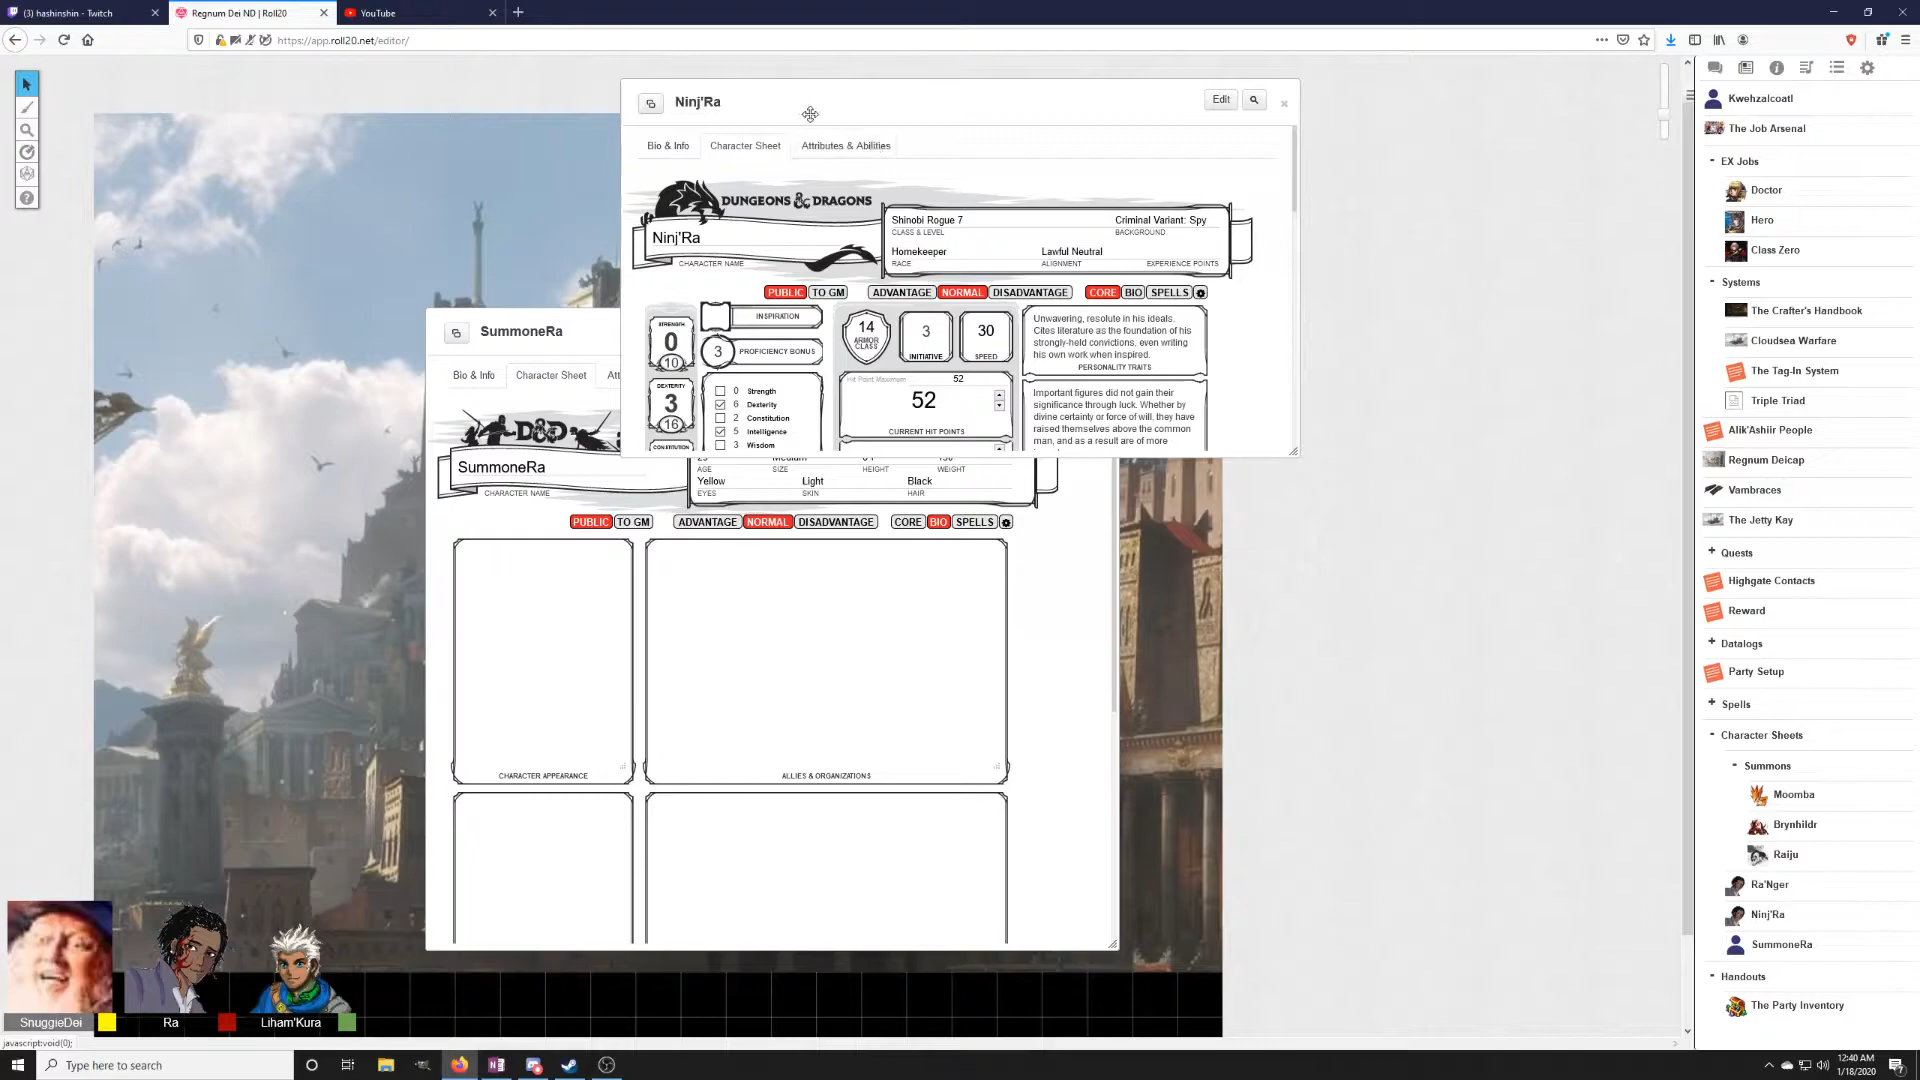 (3) hashinshin - Twitch
Regnum Dei ND | Roll20
YouTube
https://app.roll20.net/editor/
Ninj'Ra
Edit
Bio & Info
Character Sheet
Attributes & Abilities
DUNGEONS & DRAGONS
Ninj'Ra
CHARACTER NAME
Shinobi Rogue 7
Criminal Variant: Spy
CLASS & LEVEL
BACKGROUND
Homekeeper
Lawful Neutral
RACE
ALIGNMENT
EXPERIENCE POINTS
PUBLIC TO GM ADVANTAGE NORMAL DISADVANTAGE CORE BIO SPELLS
STRENGTH
0
10
DEXTERITY
3
16
CONSTITUTION
INSPIRATION
3 PROFICIENCY BONUS
0 Strength
6 Dexterity
2 Constitution
5 Intelligence
3 Wisdom
14
ARMOR CLASS
3
INITIATIVE
30
SPEED
Hit Point Maximum 52
52
CURRENT HIT POINTS
Unwavering, resolute in his ideals.
Cites literature as the foundation of his
strongly-held convictions, even writing
his own work when inspired.
PERSONALITY TRAITS
Important figures did not gain their
significance through luck. Whether by
divine certainty or force of will, they have
raised themselves above the common
man, and as a result are of more
SummoneRa
Bio & Info
Character Sheet
Att
D&D
SummoneRa
CHARACTER NAME
AGE
SIZE
HEIGHT
WEIGHT
Yellow
Light
Black
EYES
SKIN
HAIR
PUBLIC TO GM ADVANTAGE NORMAL DISADVANTAGE CORE BIO SPELLS
CHARACTER APPEARANCE
ALLIES & ORGANIZATIONS
Kwehzalcoatl
The Job Arsenal
- EX Jobs
Doctor
Hero
Class Zero
- Systems
The Crafter's Handbook
Cloudsea Warfare
The Tag-In System
Triple Triad
Alik'Ashiir People
Regnum Deicap
Vambraces
The Jetty Kay
+ Quests
Highgate Contacts
Reward
+ Datalogs
Party Setup
+ Spells
- Character Sheets
- Summons
Moomba
Brynhildr
Raiju
Ra'Nger
Ninj'Ra
SummoneRa
- Handouts
The Party Inventory
SnuggieDei
Ra
Liham'Kura
javascript:void(0);
Type here to search
12:40 AM
1/18/2020